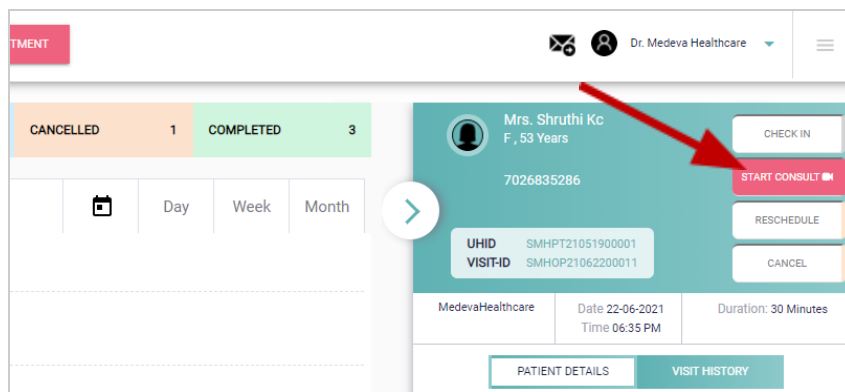 TMENT
Dr. Medeva Healthcare
CANCELLED 1 COMPLETED 3
Day Week Month
Mrs. Shruthi Kc
F , 53 Years
7026835286
UHID SMHPT21051900001
VISIT-ID SMHOP21062200011
CHECK IN
START CONSULT
RESCHEDULE
CANCEL
MedevaHealthcare
Date 22-06-2021
Time 06:35 PM
Duration: 30 Minutes
PATIENT DETAILS VISIT HISTORY